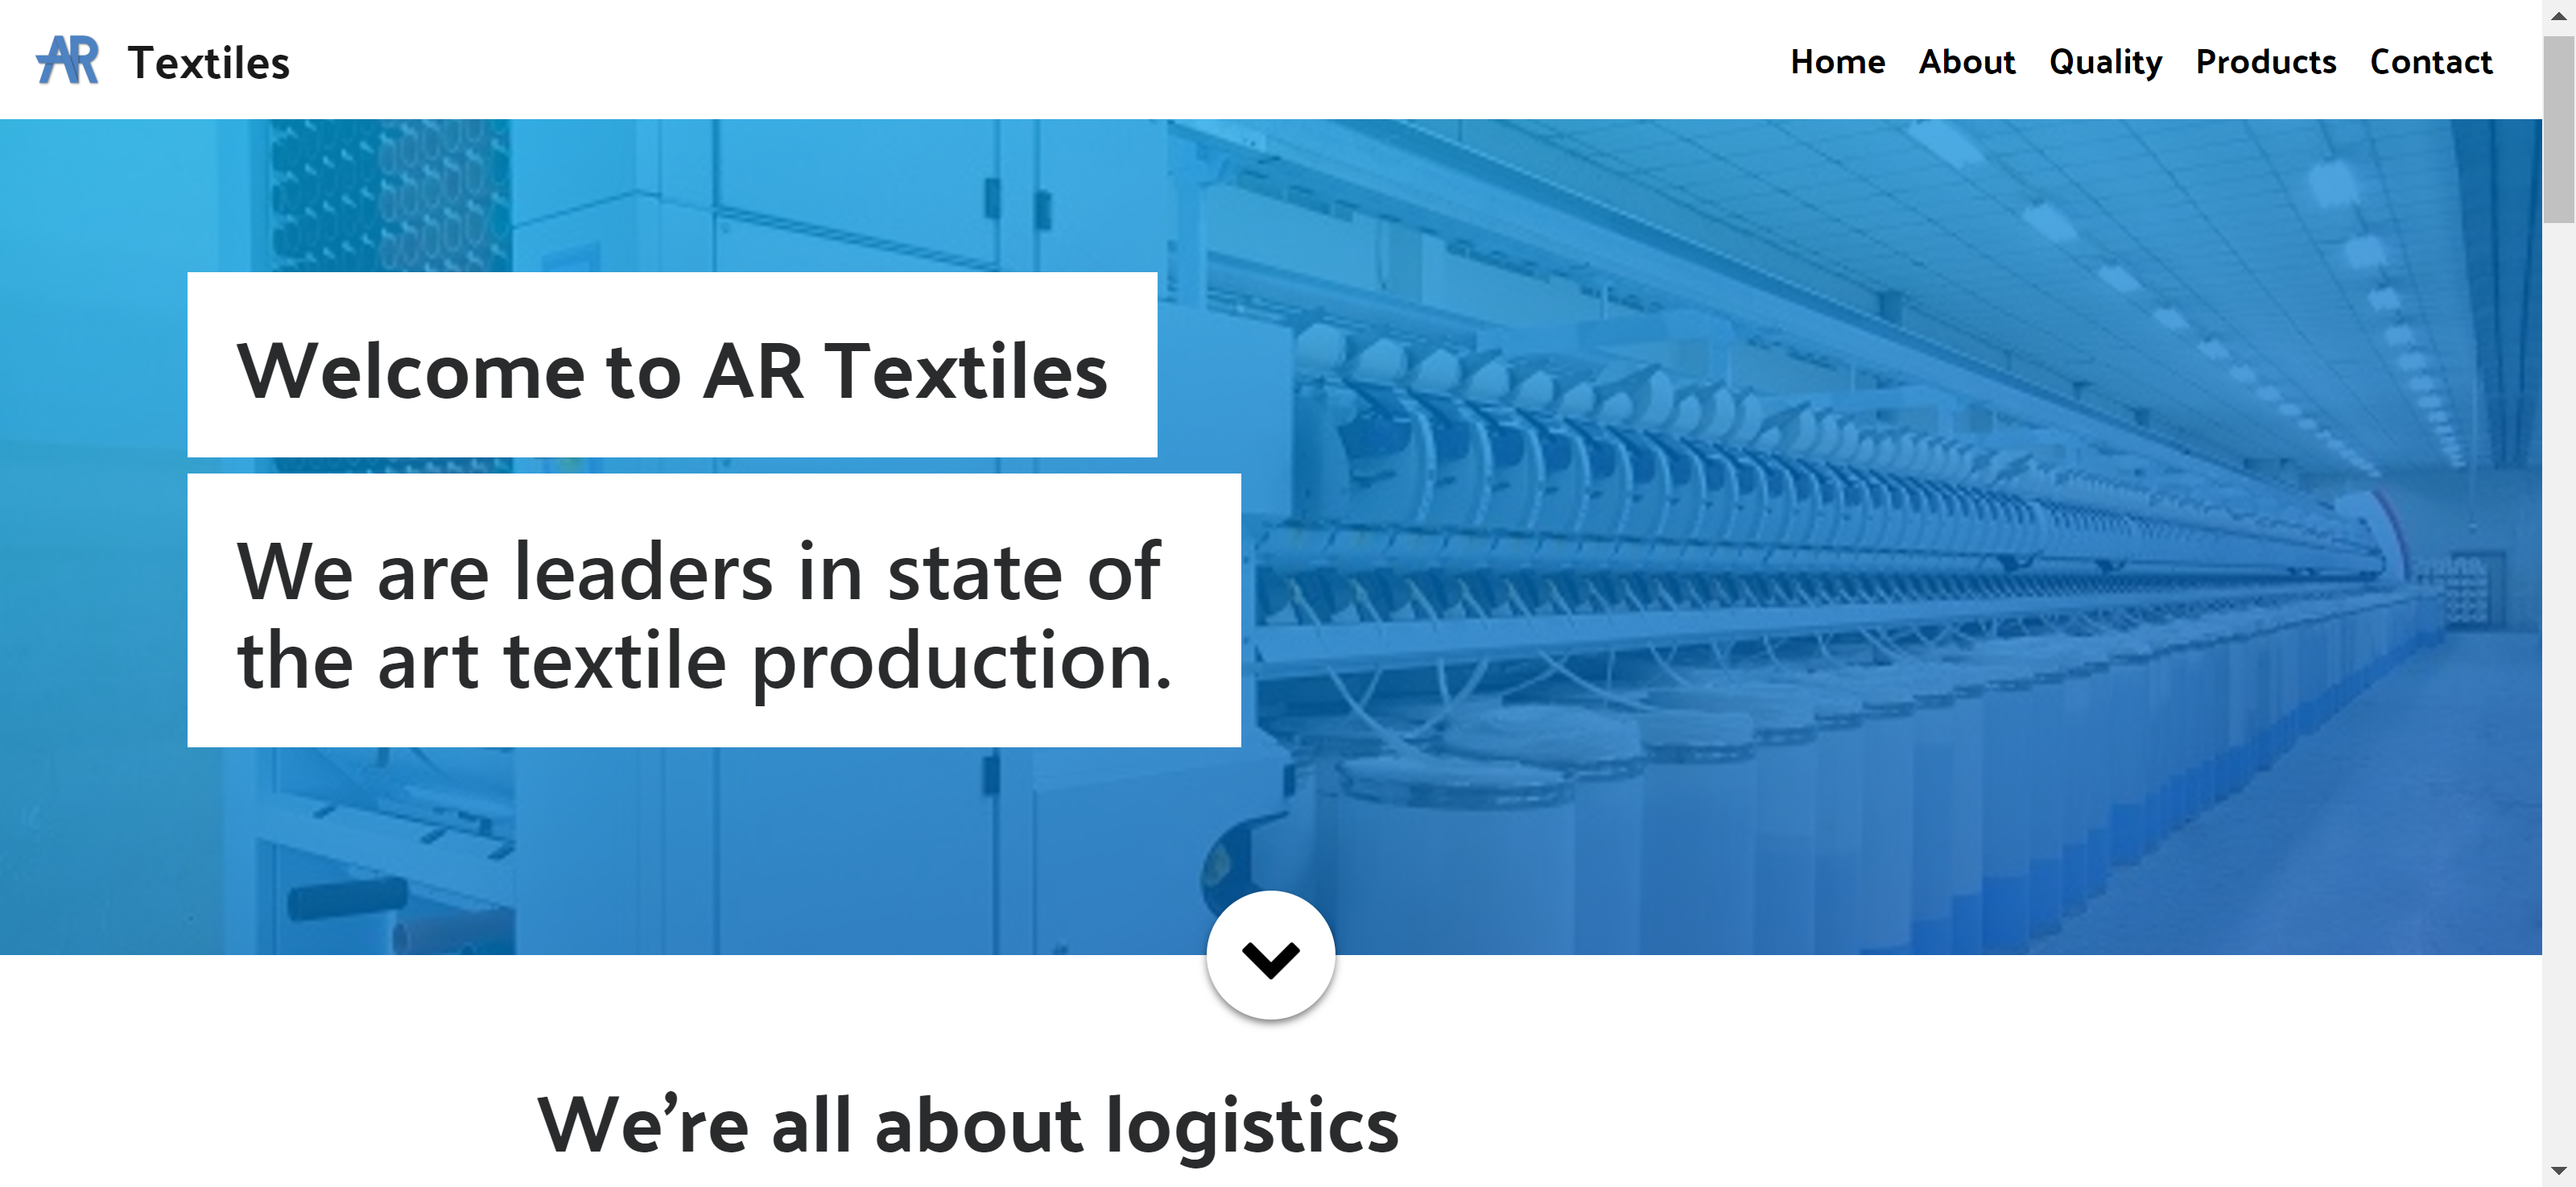 AR Textiles
Home About Quality Products Contact
Welcome to AR Textiles
We are leaders in state of
the art textile production.
We’re all about logistics